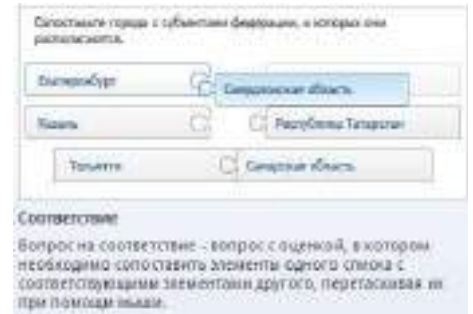 Сопоставьте города с субъектами федерации, в которых они
располагаются.
Екатеринбург
Свердловская область
Казань
Республика Татарстан
Тольятти
Самарская область
Соответствие
Вопрос на соответствие - вопрос с оценкой, в котором
необходимо сопоставить элементы одного списка с
соответствующими элементами другого, перетаскивая их
при помощи мыши.